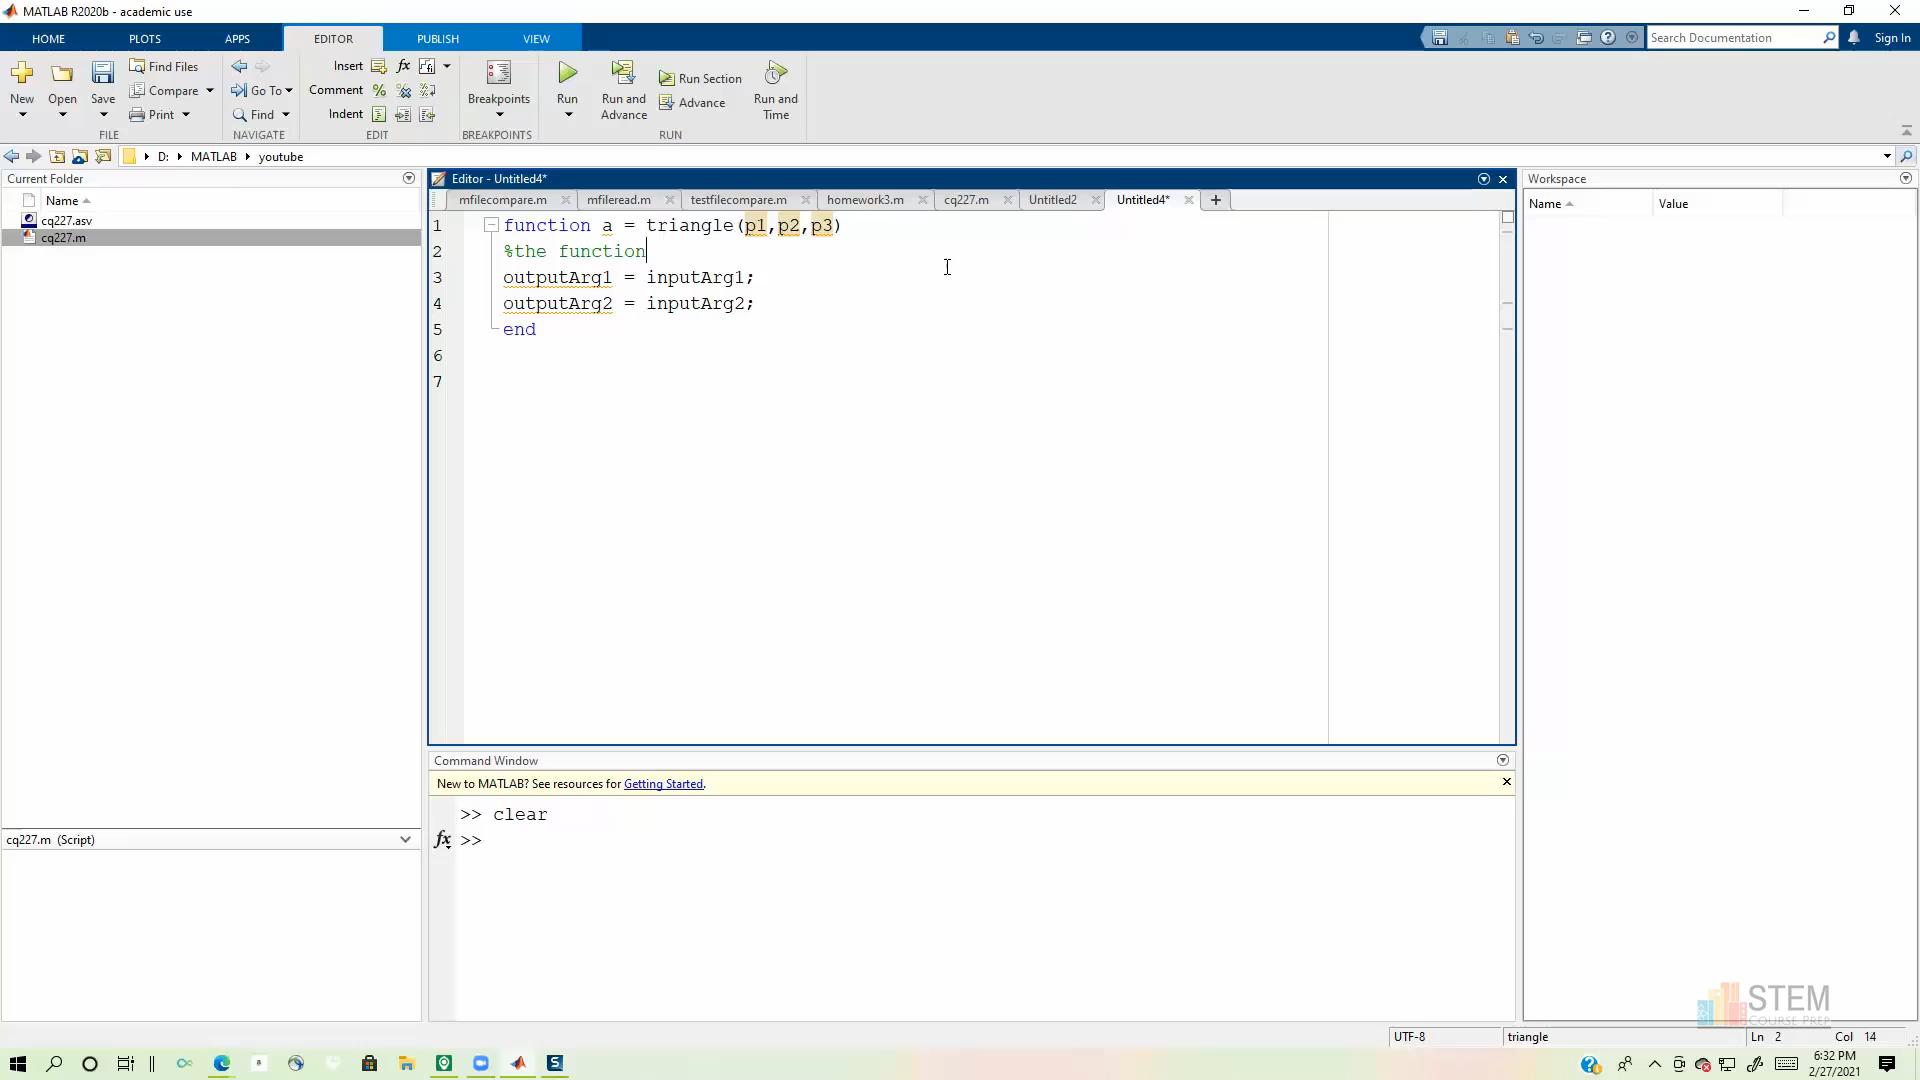 MATLAB R2020b - academic use
HOME PLOTS APPS EDITOR PUBLISH VIEW Search Documentation Sign In
New Open Save Find Files Compare Print Go To Find Insert fx Comment % Indent Breakpoints Run Run and Advance Run Section Advance Run and Time
FILE NAVIGATE EDIT BREAKPOINTS RUN
D: MATLAB youtube
Current Folder
Name
cq227.asv
cq227.m
cq227.m (Script)
Editor - Untitled4*
mfilecompare.m mfileread.m testfilecompare.m homework3.m cq227.m Untitled2 Untitled4* +
1 function a = triangle(p1,p2,p3)
2 %the function
3 outputArg1 = inputArg1;
4 outputArg2 = inputArg2;
5 end
6
7
Command Window
New to MATLAB? See resources for Getting Started.
>> clear
fx >>
Workspace
Name Value
STEM
COURSE PREP
UTF-8 triangle Ln 2 Col 14
6:32 PM
2/27/2021